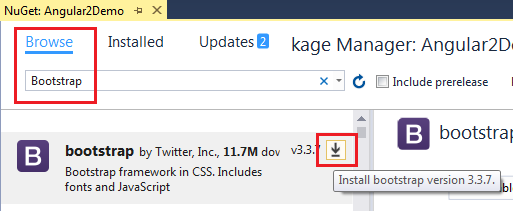 NuGet: Angular2Demo
Browse Installed Updates 2 kage Manager: Angular2De
Bootstrap Include prerelease
B bootstrap by Twitter, Inc., 11.7M dov v3.3.7 B bootstrap
Bootstrap framework in CSS. Includes
fonts and JavaScript
Install bootstrap version 3.3.7.